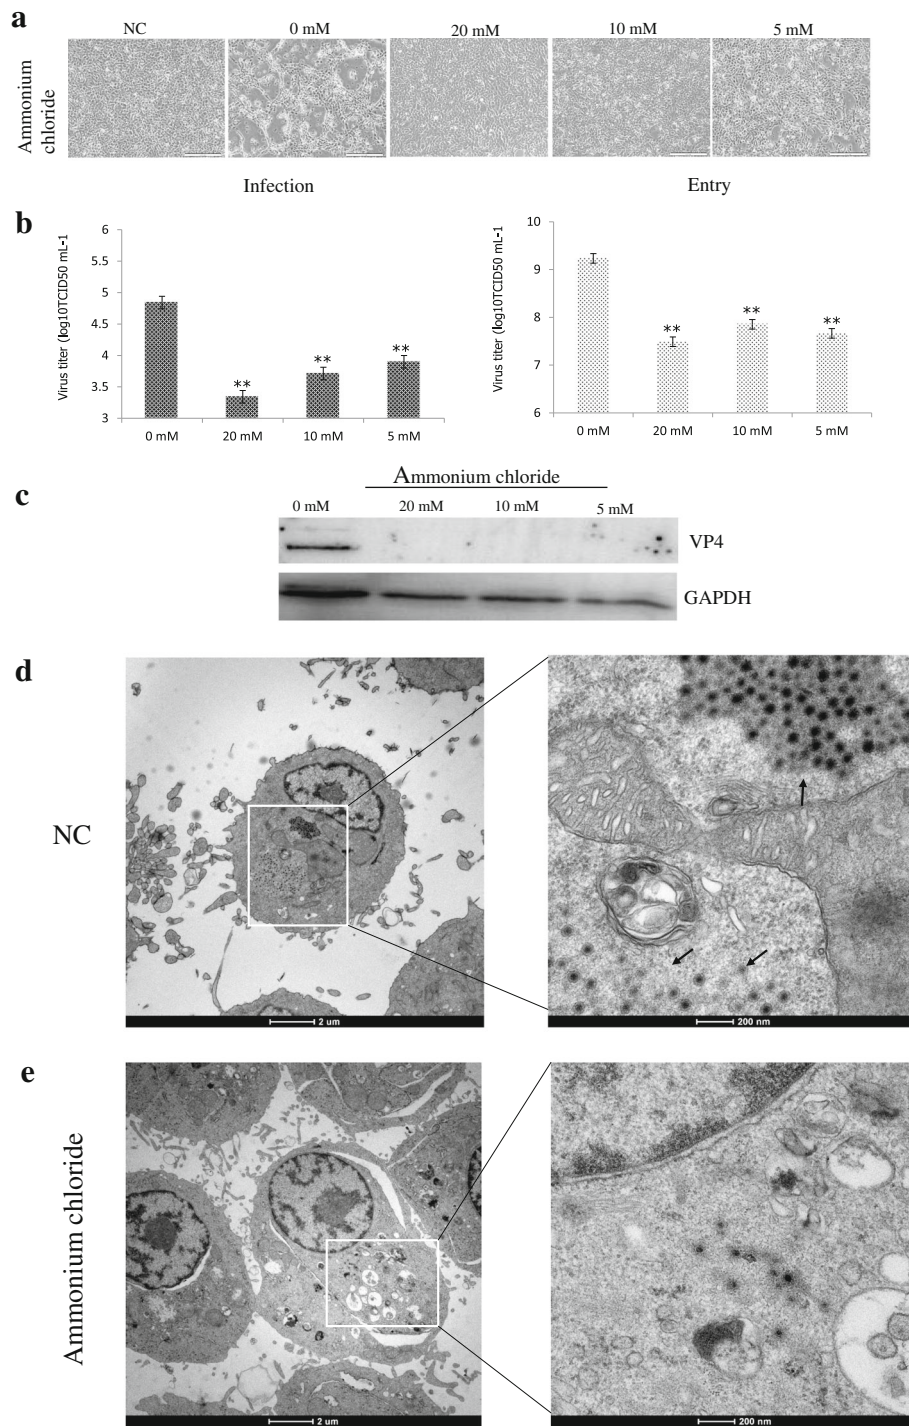 a
NC
0 mM
20 mM
10 mM
5 mM
Ammonium
chloride
Infection
Entry
b
Virus titer (log10TCID50 mL-1
6
5.5
5
4.5
4
3.5
3
**
**
**
0 mM
20 mM
10 mM
5 mM
Virus titer (log10TCID50 mL-1
10
9
8
7
6
**
**
**
0 mM
20 mM
10 mM
5 mM
c
Ammonium chloride
0 mM
20 mM
10 mM
5 mM
VP4
GAPDH
d
NC
2 um
200 nm
e
Ammonium chloride
2 um
200 nm